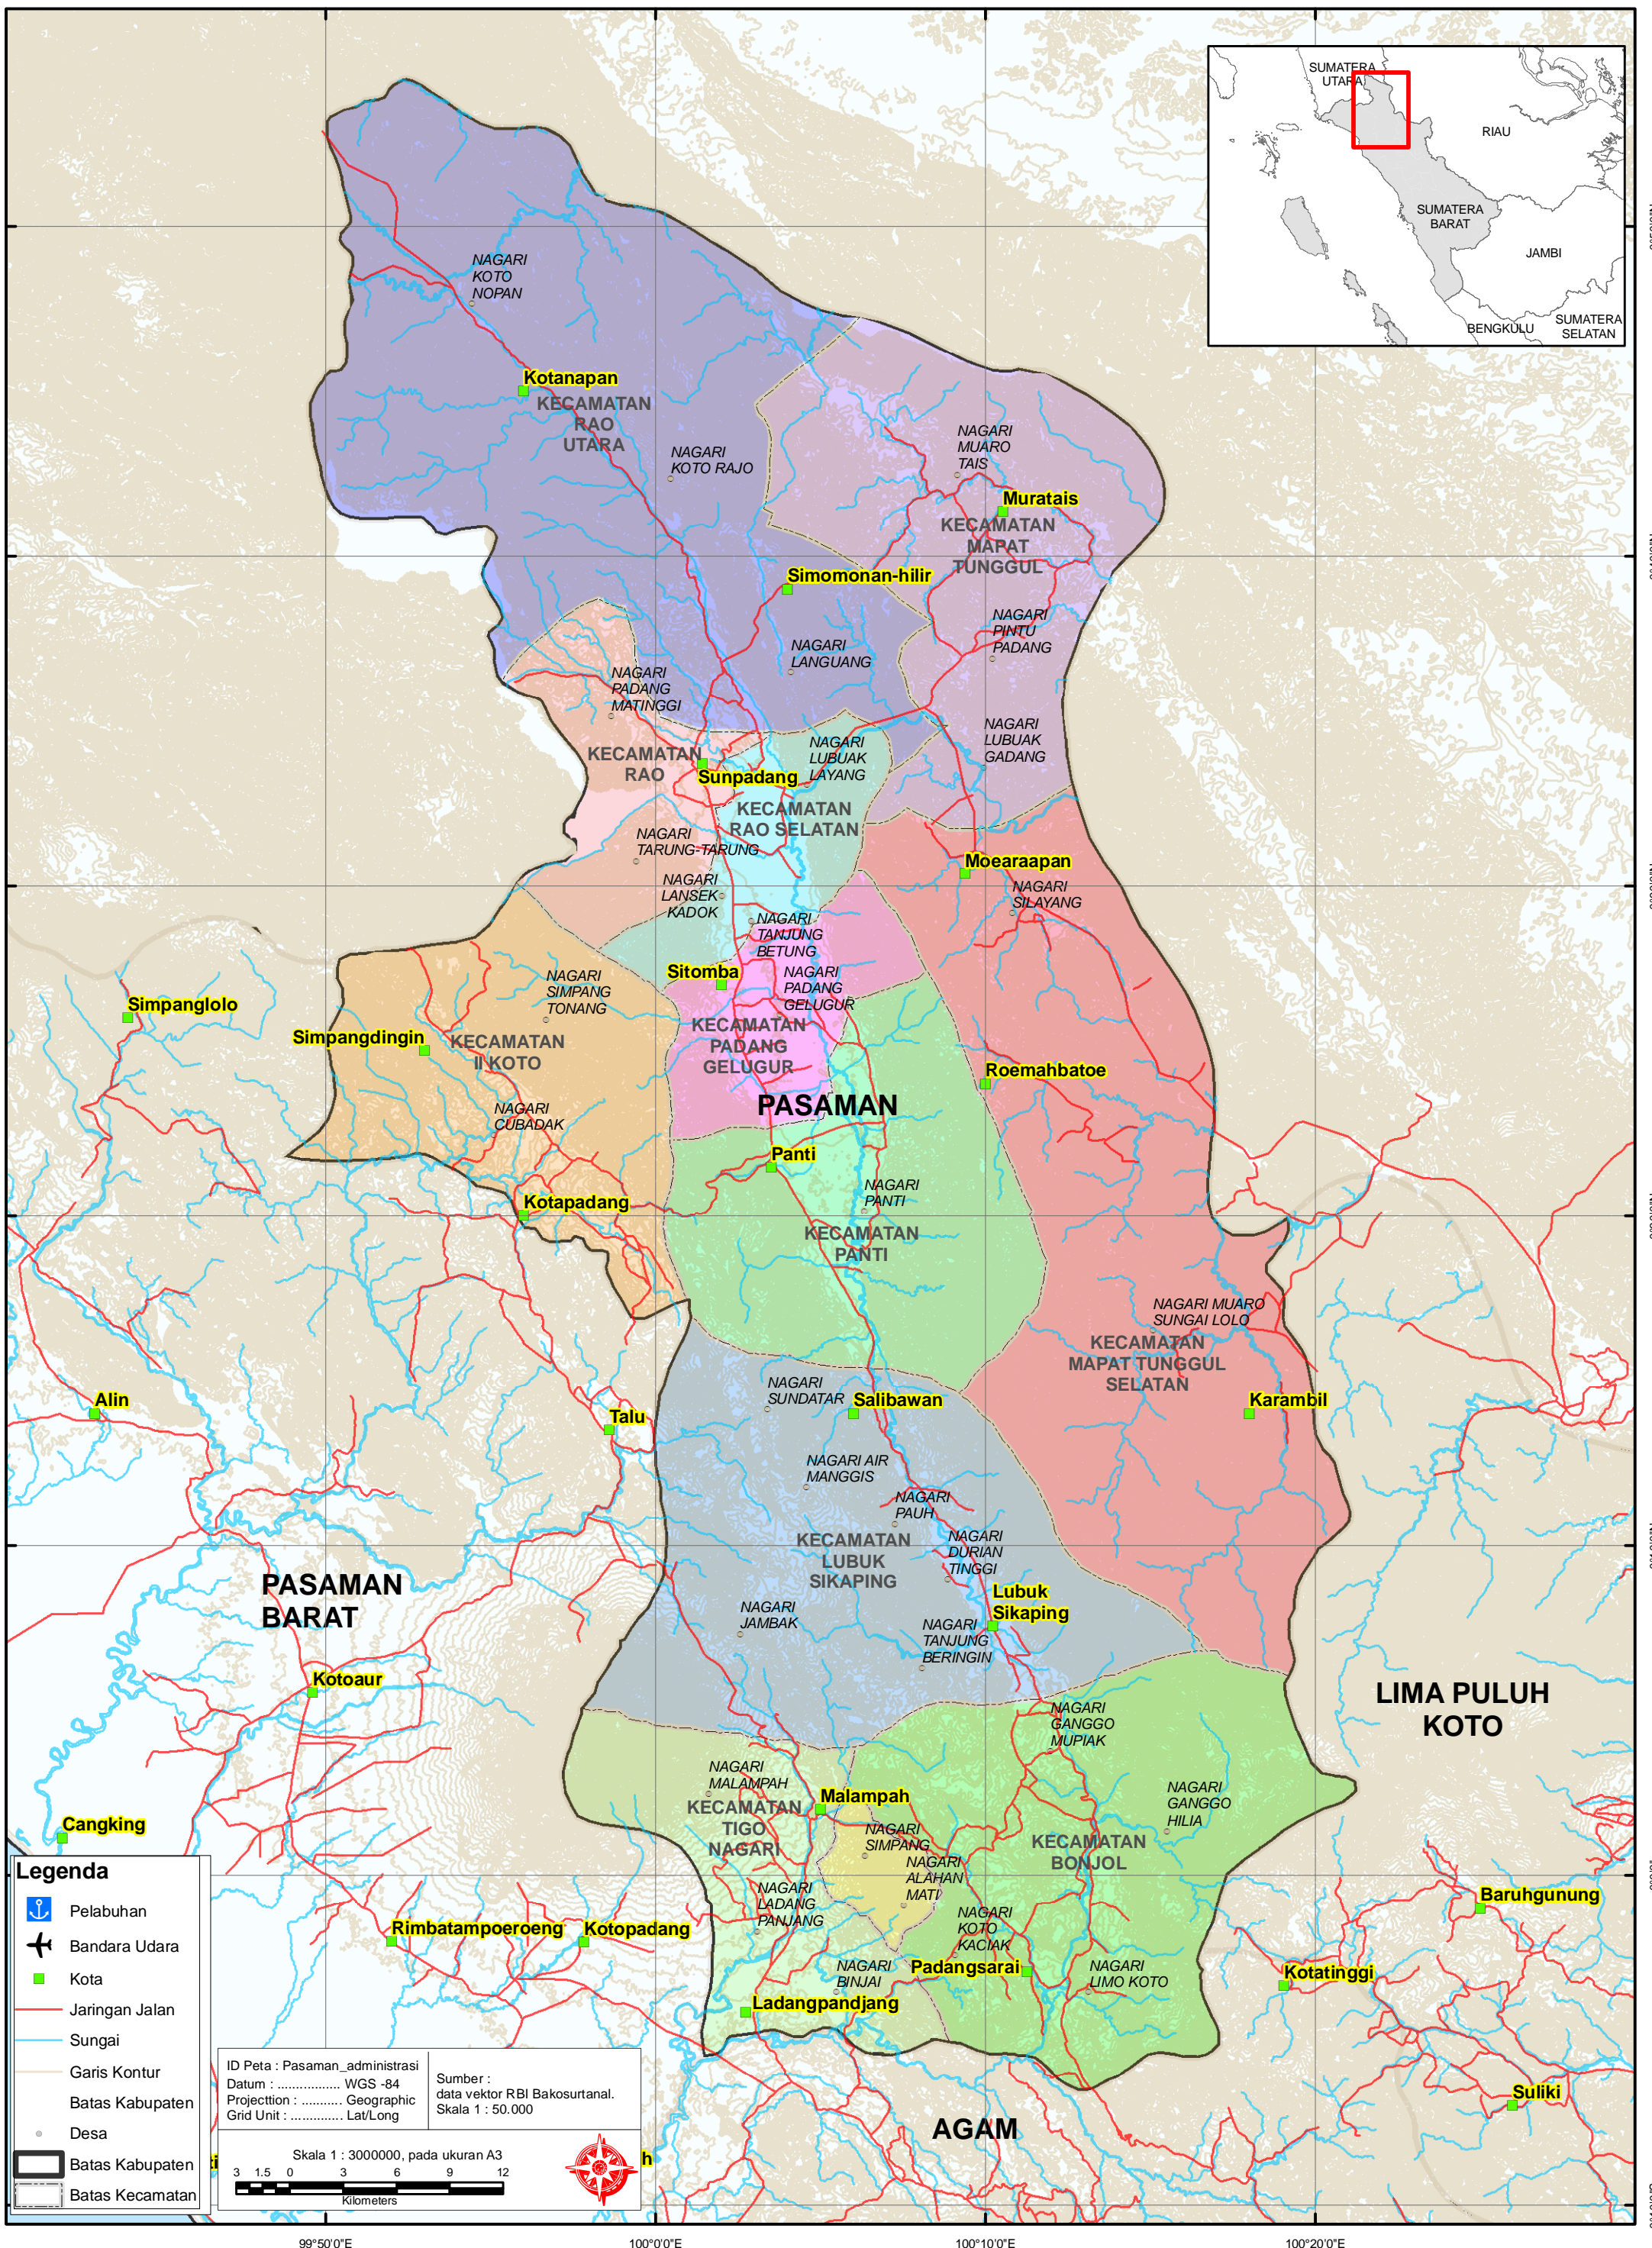 SUMATERA
UTARA
RIAU
SUMATERA
BARAT
JAMBI
BENGKULU
SUMATERA
SELATAN
NAGARI
KOTO
NOPAN
Kotanapan
KECAMATAN
RAO
UTARA
NAGARI
KOTO RAJO
NAGARI
MUARO
TAIS
Muratais
KECAMATAN
MAPAT
TUNGGUL
Simomonan-hilir
NAGARI
PINTU
PADANG
NAGARI
LANGUANG
NAGARI
PADANG
MATINGGI
NAGARI
LUBUAK
GADANG
NAGARI
LUBUAK
LAYANG
KECAMATAN
RAO
Sunpadang
KECAMATAN
RAO SELATAN
NAGARI
TARUNG-TARUNG
Moearaapan
NAGARI
SILAYANG
NAGARI
LANSEK
KADOK
NAGARI
TANJUNG
BETUNG
Sitomba
NAGARI
PADANG
GELUGUR
NAGARI
SIMPANG
TONANG
Simpanglolo
Simpangdingin
KECAMATAN
II KOTO
KECAMATAN
PADANG
GELUGUR
Roemahbatoe
PASAMAN
NAGARI
CUBADAK
Panti
NAGARI
PANTI
Kotapadang
KECAMATAN
PANTI
NAGARI MUARO
SUNGAI LOLO
KECAMATAN
MAPAT TUNGGUL
SELATAN
NAGARI
SUNDATAR
Salibawan
Karambil
Alin
Talu
NAGARI AIR
MANGGIS
NAGARI
PAUH
KECAMATAN
LUBUK
SIKAPING
NAGARI
DURIAN
TINGGI
PASAMAN
BARAT
Lubuk
Sikaping
NAGARI
JAMBAK
NAGARI
TANJUNG
BERINGIN
Kotoaur
LIMA PULUH
KOTO
NAGARI
GANGGO
MUPIAK
NAGARI
MALAMPAH
Malampah
KECAMATAN
TIGO
NAGARI
NAGARI
GANGGO
HILIA
Cangking
NAGARI
SIMPANG
KECAMATAN
BONJOL
NAGARI
ALAHAN
MATI
NAGARI
LADANG
PANJANG
Baruhgunung
Rimbatampoeroeng
Kotopadang
NAGARI
KOTO
KACIAK
Padangsarai
NAGARI
BINJAI
NAGARI
LIMO KOTO
Kotatinggi
Ladangpandjang
Suliki
AGAM
Legenda
Pelabuhan
Bandara Udara
Kota
Jaringan Jalan
Sungai
Garis Kontur
Batas Kabupaten
Desa
Batas Kabupaten
Batas Kecamatan
ID Peta : Pasaman_administrasi
Datum : ................ WGS -84
Projecttion : .......... Geographic
Grid Unit : ............. Lat/Long
Sumber :
data vektor RBI Bakosurtanal.
Skala 1 : 50.000
Skala 1 : 3000000, pada ukuran A3
3 1.5 0 3 6 9 12
Kilometers
99°50'0"E
100°0'0"E
100°10'0"E
100°20'0"E